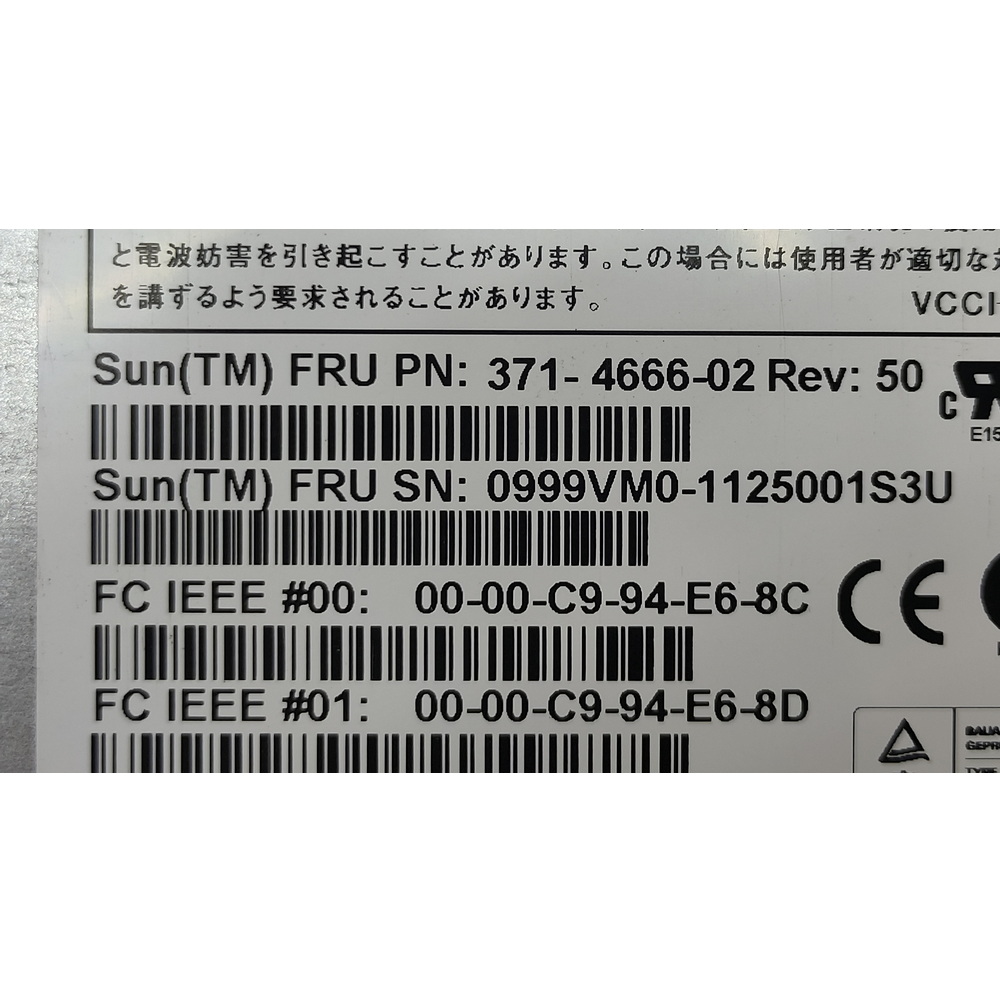 と電波妨害を引き起こすことがあります。この場合には使用者が適切な対
を講ずるよう要求されることがあります。
VCCI-
Sun(TM) FRU PN: 371- 4666-02 Rev: 50
c
E15
Sun(TM) FRU SN: 0999VM0-1125001S3U
FC IEEE #00: 00-00-C9-94-E6-8C
CE
FC IEEE #01: 00-00-C9-94-E6-8D